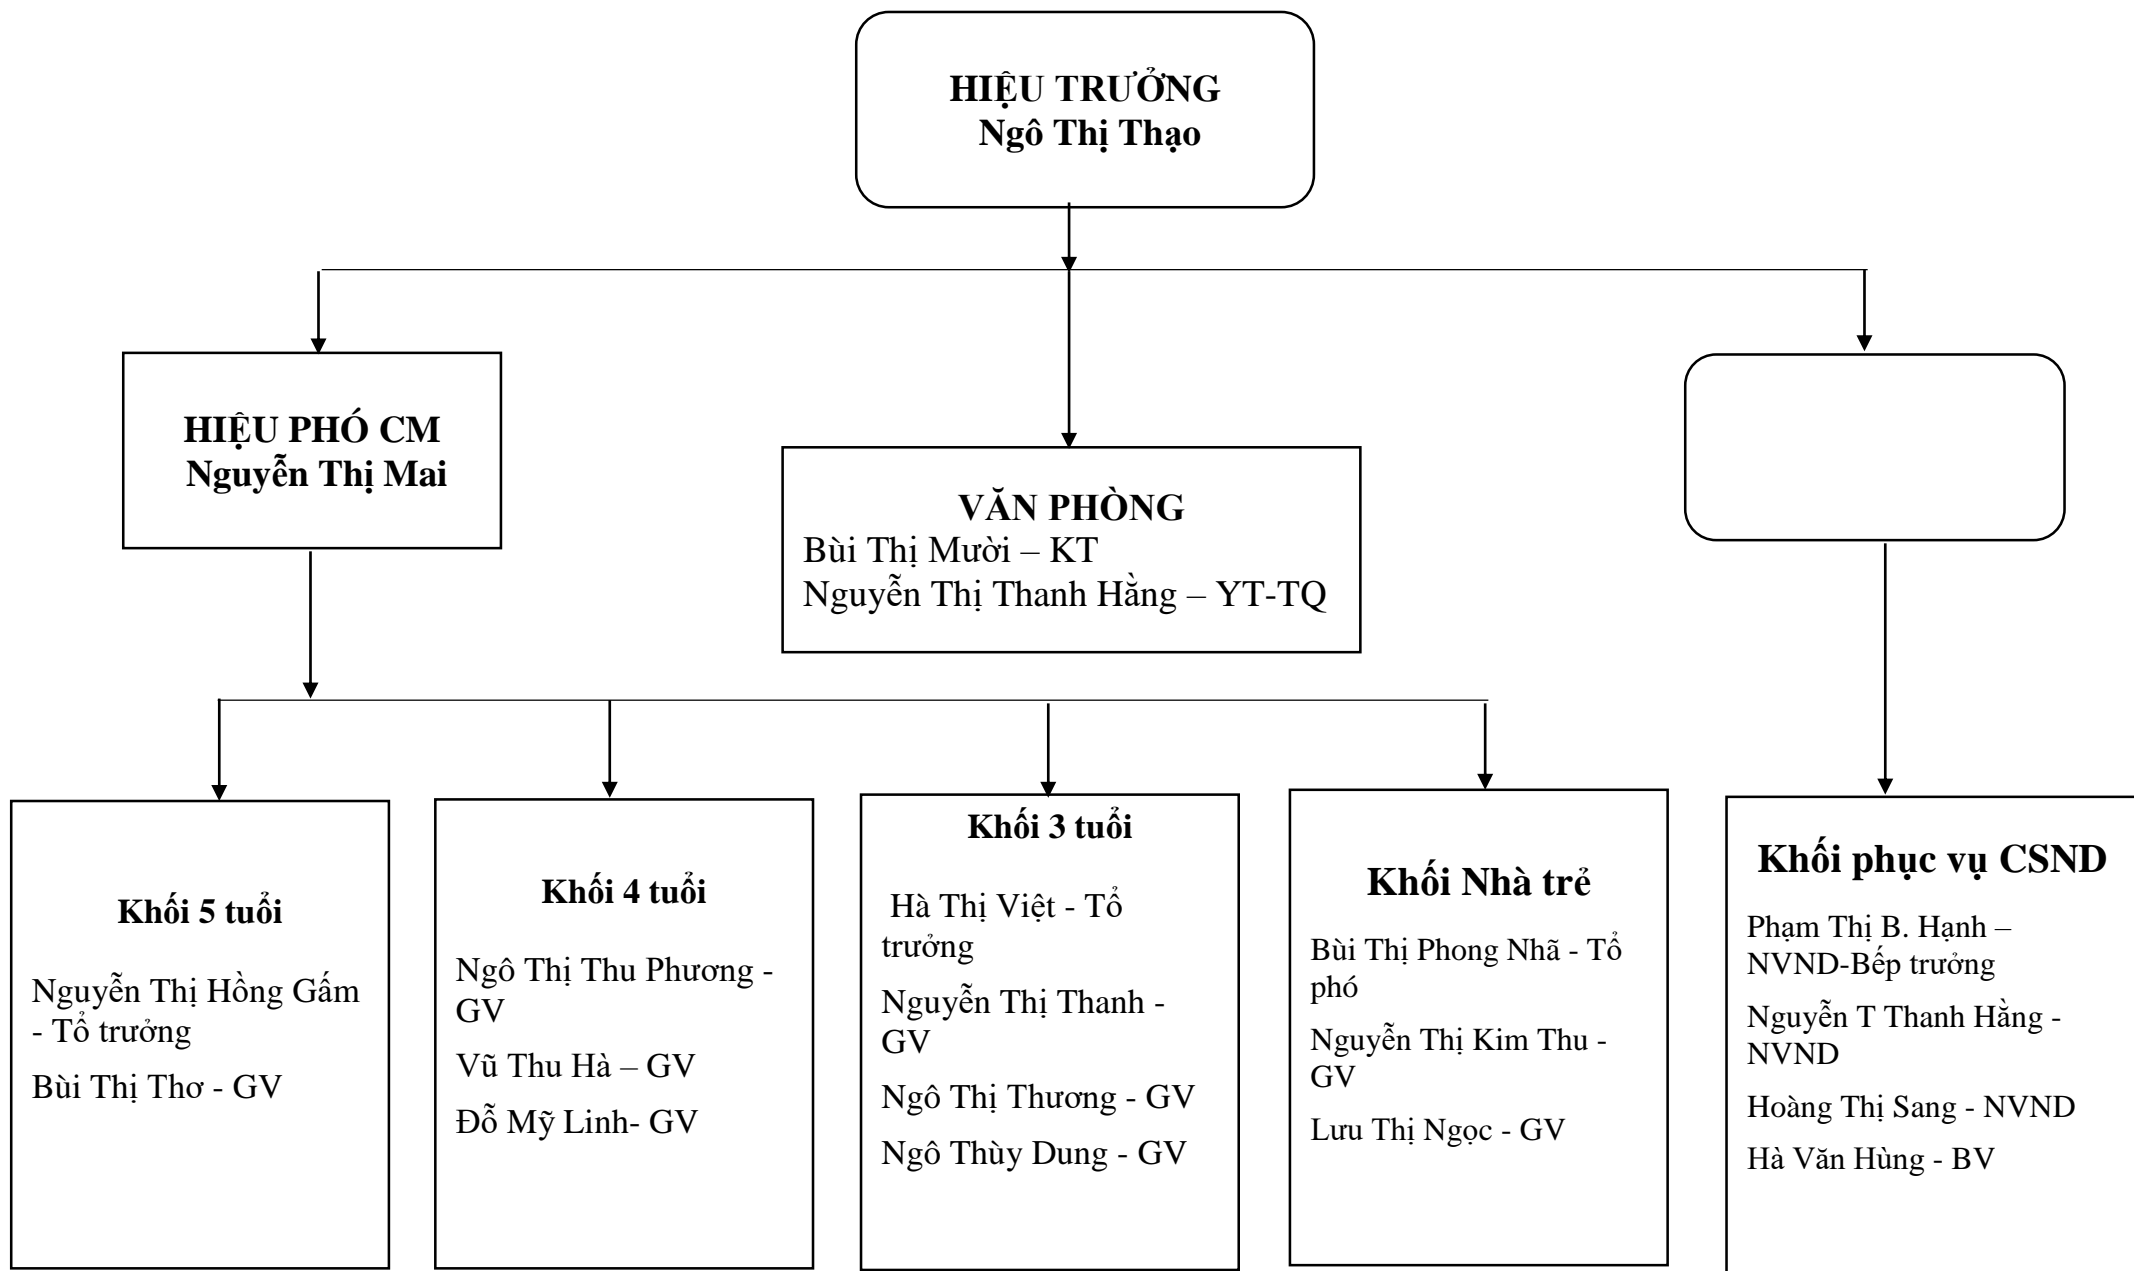 HIỆU TRƯỞNG
Ngô Thị Thạo
HIỆU PHÓ CM
Nguyễn Thị Mai
VĂN PHÒNG
Bùi Thị Mười – KT
Nguyễn Thị Thanh Hằng – YT-TQ
Khối 5 tuổi
Nguyễn Thị Hồng Gấm
- Tổ trưởng
Bùi Thị Thơ - GV
Khối 4 tuổi
Ngô Thị Thu Phương -
GV
Vũ Thu Hà – GV
Đỗ Mỹ Linh- GV
Khối 3 tuổi
Hà Thị Việt - Tổ
trưởng
Nguyễn Thị Thanh -
GV
Ngô Thị Thương - GV
Ngô Thùy Dung - GV
Khối Nhà trẻ
Bùi Thị Phong Nhã - Tổ
phó
Nguyễn Thị Kim Thu -
GV
Lưu Thị Ngọc - GV
Khối phục vụ CSND
Phạm Thị B. Hạnh –
NVND-Bếp trưởng
Nguyễn T Thanh Hằng -
NVND
Hoàng Thị Sang - NVND
Hà Văn Hùng - BV